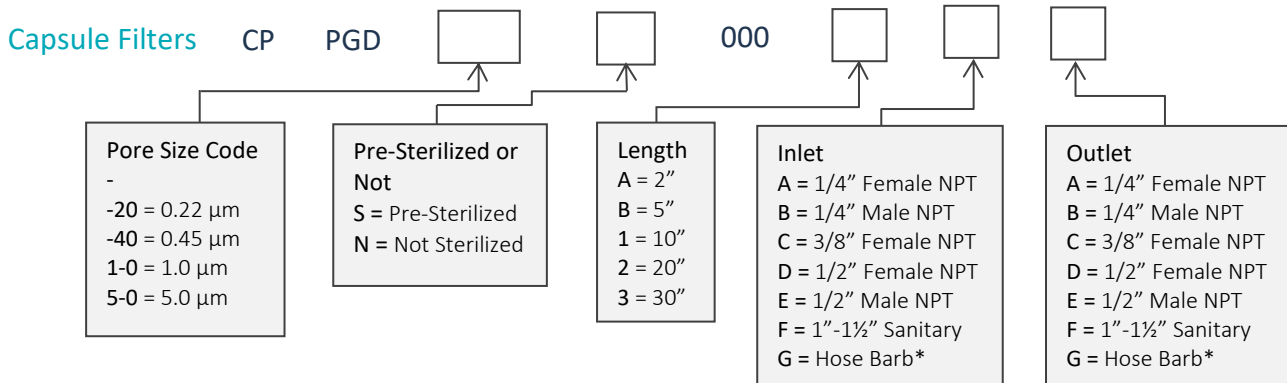 Capsule Filters CP PGD 000
Pore Size Code
-
-20 = 0.22 µm
-40 = 0.45 µm
1-0 = 1.0 µm
5-0 = 5.0 µm
Pre-Sterilized or
Not
S = Pre-Sterilized
N = Not Sterilized
Length
A = 2”
B = 5”
1 = 10”
2 = 20”
3 = 30”
Inlet
A = 1/4” Female NPT
B = 1/4” Male NPT
C = 3/8” Female NPT
D = 1/2” Female NPT
E = 1/2” Male NPT
F = 1”-1½” Sanitary
G = Hose Barb*
Outlet
A = 1/4” Female NPT
B = 1/4” Male NPT
C = 3/8” Female NPT
D = 1/2” Female NPT
E = 1/2” Male NPT
F = 1”-1½” Sanitary
G = Hose Barb*